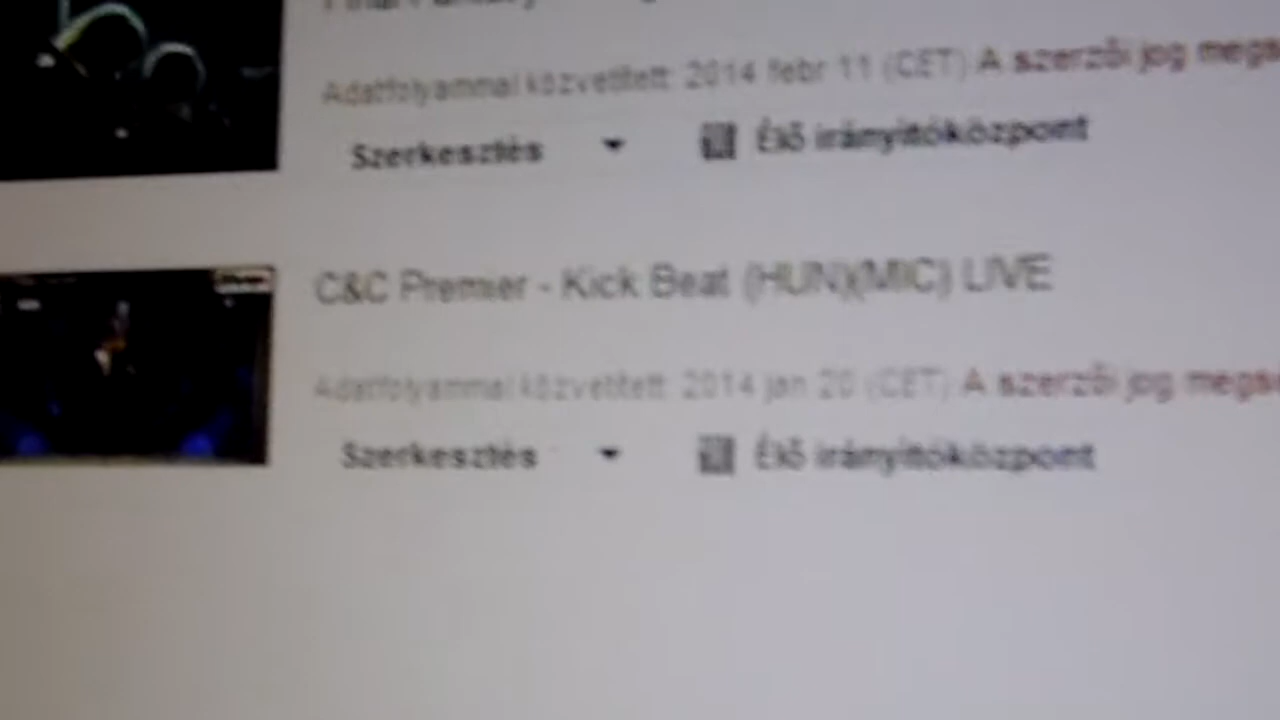 Adatfolyammal közvetített: 2014 febr 11 (CET) A szerzői jog
Szerkesztés
Élő irányítóközpont
C&C Premier - Kick Beat (HUN)(MIC) LIVE
Adatfolyammal közvetített: 2014 jan 20 (CET) A szerzői jog
Szerkesztés
Élő irányítóközpont